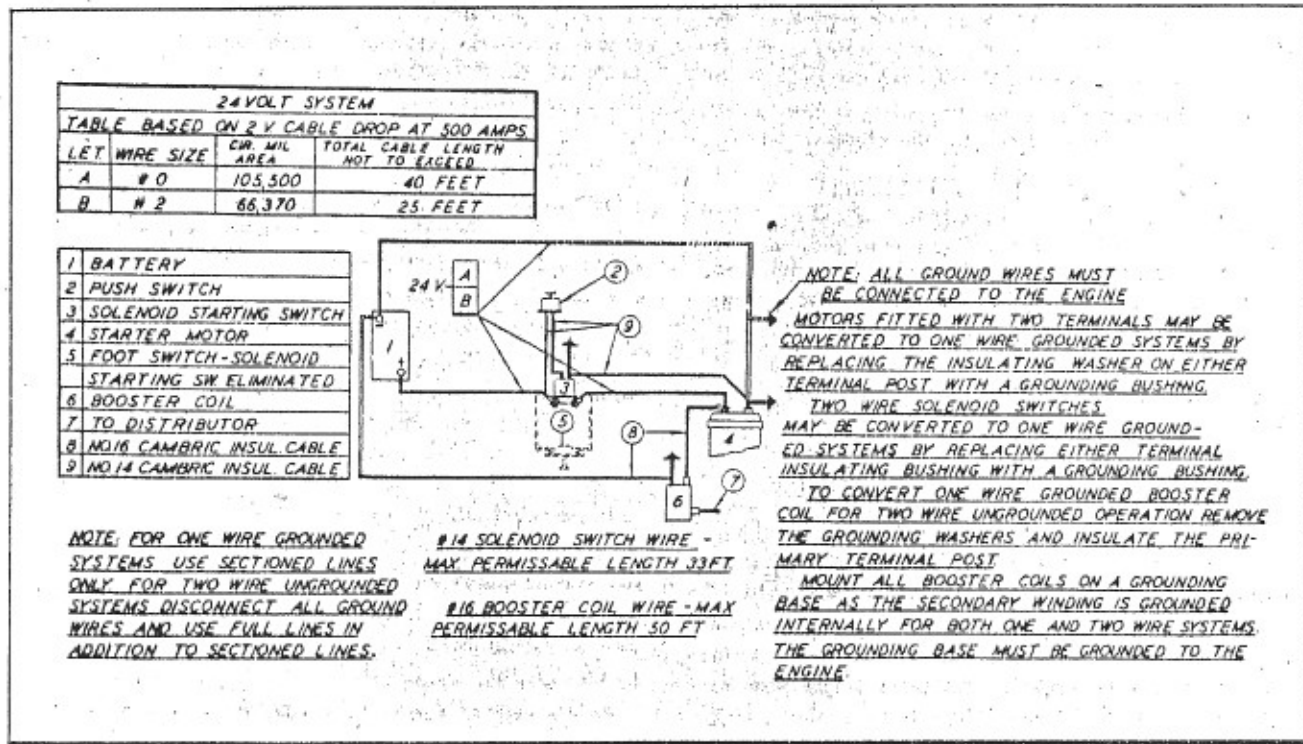 24 VOLT SYSTEM
TABLE BASED ON 2 V CABLE DROP AT 500 AMPS
LET. WIRE SIZE CIR. MIL AREA TOTAL CABLE LENGTH NOT TO EXCEED
A #0 105,500 40 FEET
B #2 66,370 25 FEET
1 BATTERY
2 PUSH SWITCH
3 SOLENOID STARTING SWITCH
4 STARTER MOTOR
5 FOOT SWITCH-SOLENOID
STARTING SW. ELIMINATED
6 BOOSTER COIL
7 TO DISTRIBUTOR
8 NO.16 CAMBRIC INSUL. CABLE
9 NO.14 CAMBRIC INSUL. CABLE
24 V.
A
B
2
9
1
3
5
8
4
6
7
NOTE: ALL GROUND WIRES MUST
BE CONNECTED TO THE ENGINE
MOTORS FITTED WITH TWO TERMINALS MAY BE
CONVERTED TO ONE WIRE GROUNDED SYSTEMS BY
REPLACING THE INSULATING WASHER ON EITHER
TERMINAL POST WITH A GROUNDING BUSHING.
TWO WIRE SOLENOID SWITCHES
MAY BE CONVERTED TO ONE WIRE GROUND-
ED SYSTEMS BY REPLACING EITHER TERMINAL
INSULATING BUSHING WITH A GROUNDING BUSHING.
TO CONVERT ONE WIRE GROUNDED BOOSTER
COIL FOR TWO WIRE UNGROUNDED OPERATION REMOVE
THE GROUNDING WASHERS AND INSULATE THE PRI-
MARY TERMINAL POST
MOUNT ALL BOOSTER COILS ON A GROUNDING
BASE AS THE SECONDARY WINDING IS GROUNDED
INTERNALLY FOR BOTH ONE AND TWO WIRE SYSTEMS.
THE GROUNDING BASE MUST BE GROUNDED TO THE
ENGINE.
NOTE: FOR ONE WIRE GROUNDED
SYSTEMS USE SECTIONED LINES
ONLY FOR TWO WIRE UNGROUNDED
SYSTEMS DISCONNECT ALL GROUND
WIRES AND USE FULL LINES IN
ADDITION TO SECTIONED LINES.
#14 SOLENOID SWITCH WIRE -
MAX. PERMISSABLE LENGTH 33 FT
#16 BOOSTER COIL WIRE - MAX
PERMISSABLE LENGTH 50 FT